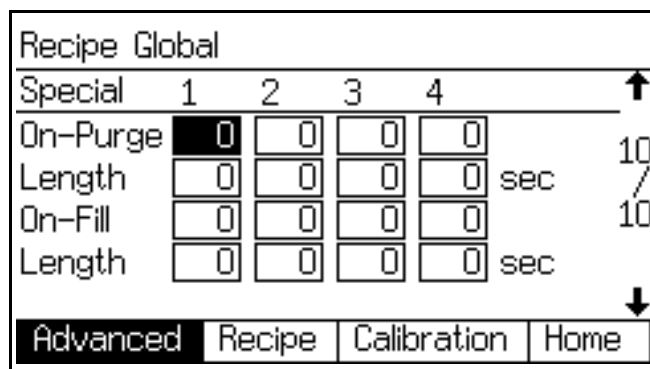 Recipe Global
Special 1 2 3 4
On-Purge 0 0 0 0
Length 0 0 0 0 sec
On-Fill 0 0 0 0
Length 0 0 0 0 sec
10
/
10
Advanced Recipe Calibration Home